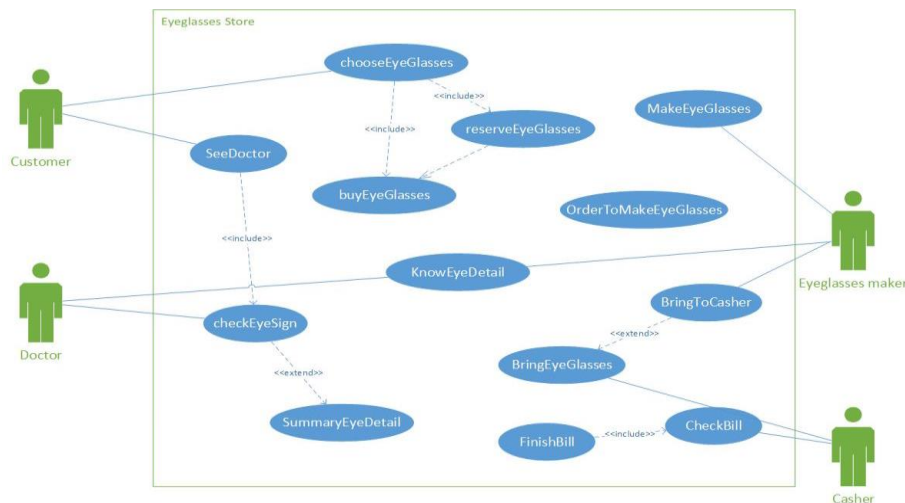 Eyeglasses Store
chooseEyeGlasses
<<include>>
MakeEyeGlasses
<<include>>
reserveEyeGlasses
Customer
SeeDoctor
buyEyeGlasses
OrderToMakeEyeGlasses
<<include>>
KnowEyeDetail
Eyeglasses maker
BringToCasher
checkEyeSign
<<extend>>
Doctor
BringEyeGlasses
<<extend>>
SummaryEyeDetail
CheckBill
FinishBill
<<include>>
Casher